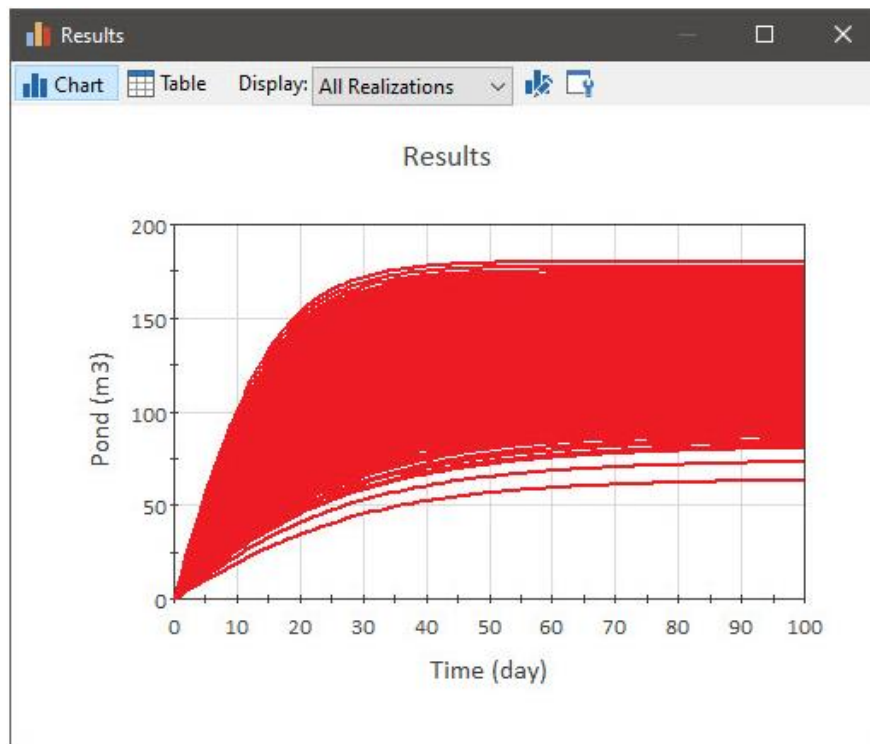 Results
Chart Table Display: All Realizations
Results
200
150
100
50
0
Pond (m3)
0 10 20 30 40 50 60 70 80 90 100
Time (day)